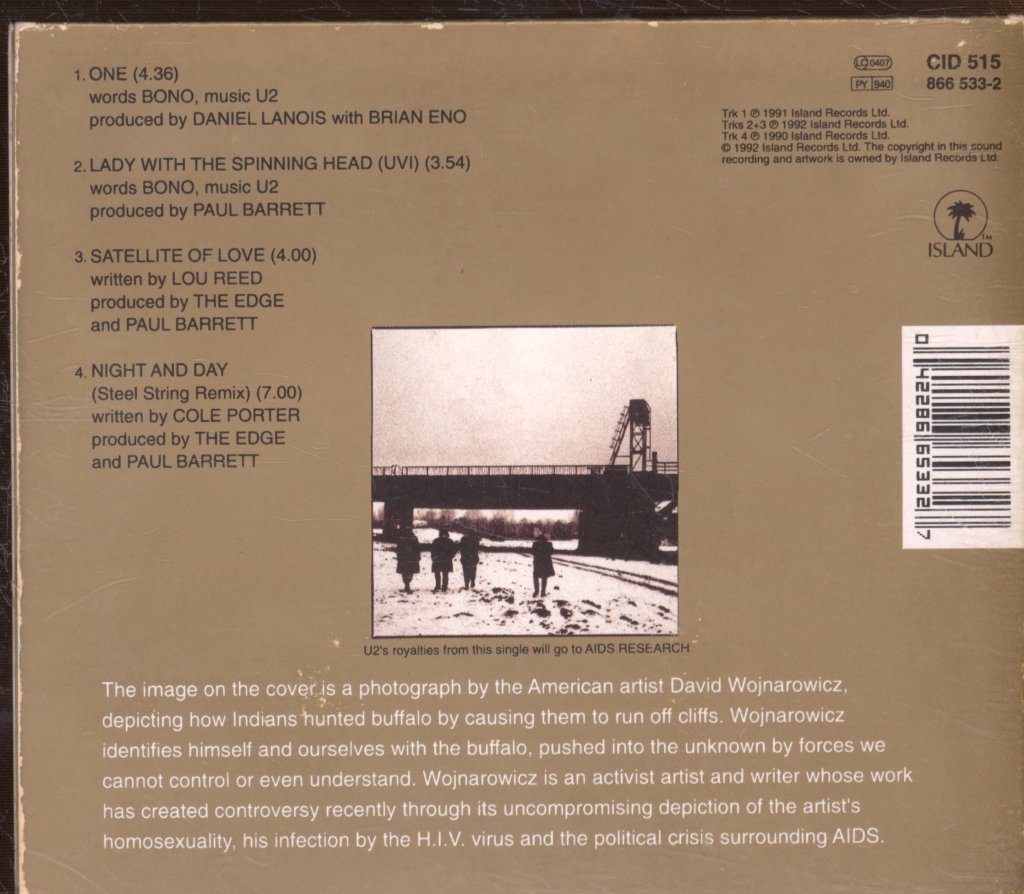 1. ONE (4.36)
words BONO, music U2
produced by DANIEL LANOIS with BRIAN ENO
2. LADY WITH THE SPINNING HEAD (UVI) (3.54)
words BONO, music U2
produced by PAUL BARRETT
3. SATELLITE OF LOVE (4.00)
written by LOU REED
produced by THE EDGE
and PAUL BARRETT
4. NIGHT AND DAY
(Steel String Remix) (7.00)
written by COLE PORTER
produced by THE EDGE
and PAUL BARRETT
LC 0407
CID 515
PY 940
866 533-2
Trk 1 ℗ 1991 Island Records Ltd.
Trks 2+3 ℗ 1992 Island Records Ltd.
Trk 4 ℗ 1990 Island Records Ltd.
© 1992 Island Records Ltd. The copyright in this sound
recording and artwork is owned by Island Records Ltd.
ISLAND™
0 42286 65332 7
U2's royalties from this single will go to AIDS RESEARCH
The image on the cover is a photograph by the American artist David Wojnarowicz,
depicting how Indians hunted buffalo by causing them to run off cliffs. Wojnarowicz
identifies himself and ourselves with the buffalo, pushed into the unknown by forces we
cannot control or even understand. Wojnarowicz is an activist artist and writer whose work
has created controversy recently through its uncompromising depiction of the artist's
homosexuality, his infection by the H.I.V. virus and the political crisis surrounding AIDS.